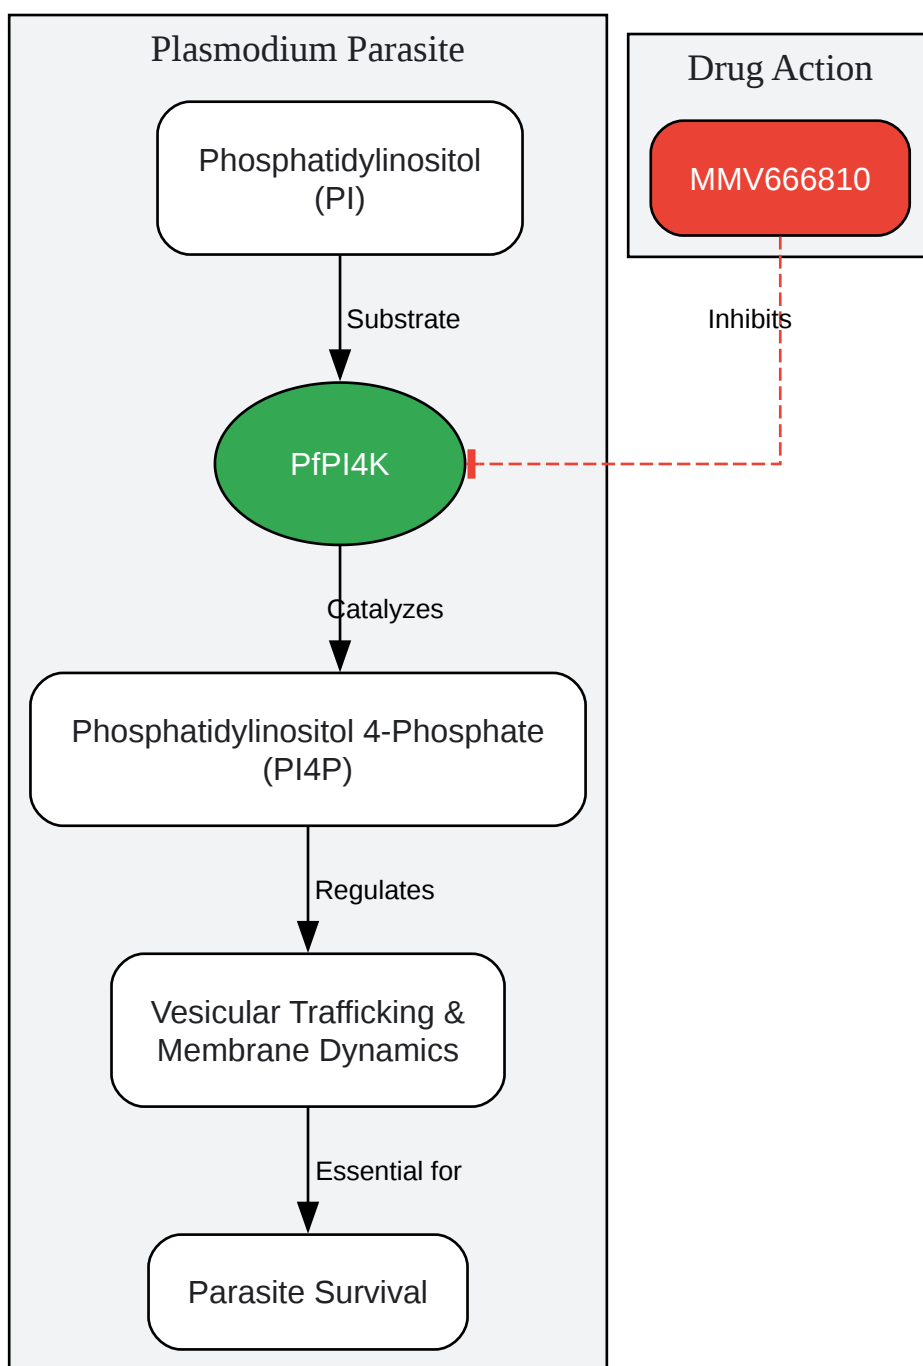 Plasmodium Parasite
Drug Action
Phosphatidylinositol
(PI)
MMV666810
Substrate
Inhibits
PfPI4K
Catalyzes
Phosphatidylinositol 4-Phosphate
(PI4P)
Regulates
Vesicular Trafficking &
Membrane Dynamics
Essential for
Parasite Survival